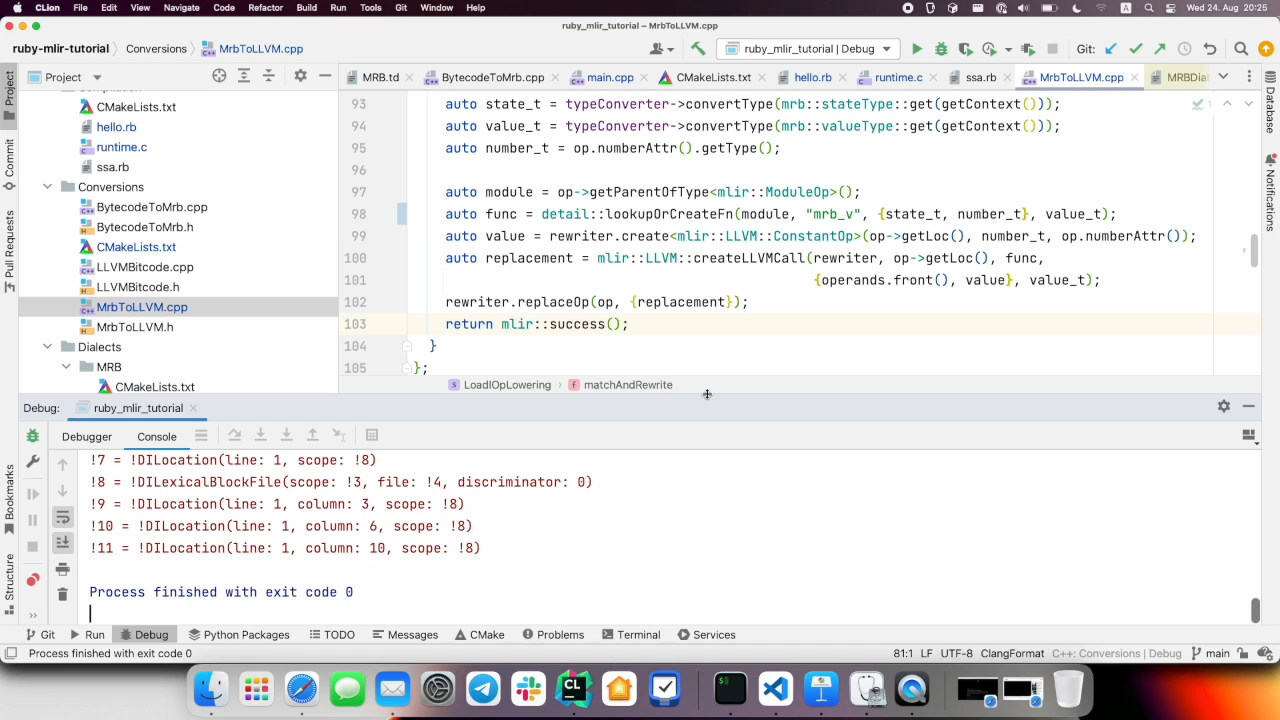 CLion File Edit View Navigate Code Refactor Build Run Tools Git Window Help A Wed 24. Aug 20:25
ruby_mlir_tutorial – MrbToLLVM.cpp
ruby-mlir-tutorial Conversions MrbToLLVM.cpp ruby_mlir_tutorial | Debug Git:
Project MRB.td BytecodeToMrb.cpp main.cpp CMakeLists.txt hello.rb runtime.c ssa.rb MrbToLLVM.cpp MRBDia
Project
Commit
Pull Requests
Bookmarks
Structure
CMakeLists.txt
hello.rb
runtime.c
ssa.rb
Conversions
BytecodeToMrb.cpp
BytecodeToMrb.h
CMakeLists.txt
LLVMBitcode.cpp
LLVMBitcode.h
MrbToLLVM.cpp
MrbToLLVM.h
Dialects
MRB
CMakeLists.txt
93 auto state_t = typeConverter->convertType(mrb::stateType::get(getContext()));
94 auto value_t = typeConverter->convertType(mrb::valueType::get(getContext()));
95 auto number_t = op.numberAttr().getType();
96
97 auto module = op->getParentOfType<mlir::ModuleOp>();
98 auto func = detail::lookupOrCreateFn(module, "mrb_v", {state_t, number_t}, value_t);
99 auto value = rewriter.create<mlir::LLVM::ConstantOp>(op->getLoc(), number_t, op.numberAttr());
100 auto replacement = mlir::LLVM::createLLVMCall(rewriter, op->getLoc(), func,
101 {operands.front(), value}, value_t);
102 rewriter.replaceOp(op, {replacement});
103 return mlir::success();
104 }
105 };
S LoadIOpLowering f matchAndRewrite
Database
Notifications
Debug: ruby_mlir_tutorial
Debugger Console
!7 = !DILocation(line: 1, scope: !8)
!8 = !DILexicalBlockFile(scope: !3, file: !4, discriminator: 0)
!9 = !DILocation(line: 1, column: 3, scope: !8)
!10 = !DILocation(line: 1, column: 6, scope: !8)
!11 = !DILocation(line: 1, column: 10, scope: !8)
Process finished with exit code 0
Git Run Debug Python Packages TODO Messages CMake Problems Terminal Services
Process finished with exit code 0 81:1 LF UTF-8 ClangFormat C++: Conversions | Debug main
CL